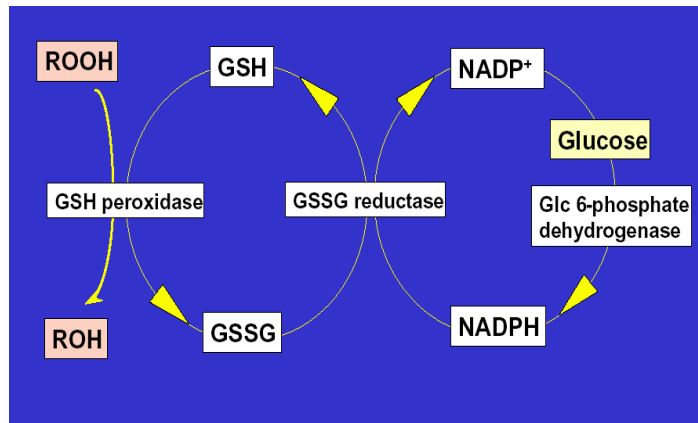 ROOH
GSH
NADP⁺
Glucose
GSH peroxidase
GSSG reductase
Glc 6-phosphate
dehydrogenase
ROH
GSSG
NADPH